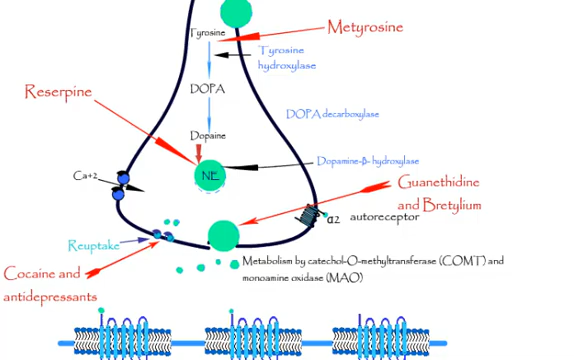 Tyrosine
Metyrosine
Tyrosine
hydroxylase
Reserpine
DOPA
DOPA decarboxylase
Dopaine
Dopamine-β- hydroxylase
Ca+2
NE
Guanethidine
and Bretylium
α2 autoreceptor
Reuptake
Metabolism by catechol-O-methyltransferase (COMT) and
monoamine oxidase (MAO)
Cocaine and
antidepressants